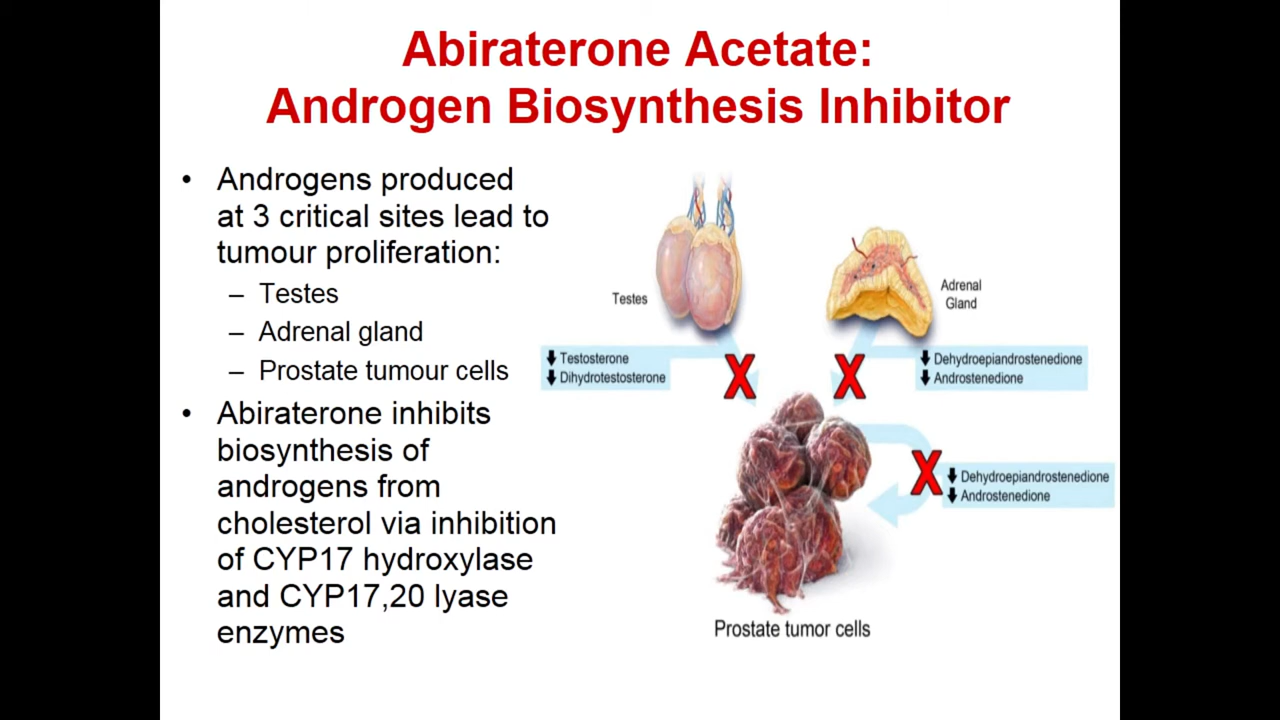 Abiraterone Acetate:
Androgen Biosynthesis Inhibitor
• Androgens produced
at 3 critical sites lead to
tumour proliferation:
– Testes
– Adrenal gland
– Prostate tumour cells
• Abiraterone inhibits
biosynthesis of
androgens from
cholesterol via inhibition
of CYP17 hydroxylase
and CYP17,20 lyase
enzymes
Testes
Adrenal
Gland
Testosterone
Dihydrotestosterone
X
X
Dehydroepiandrostenedione
Androstenedione
X
Dehydroepiandrostenedione
Androstenedione
Prostate tumor cells